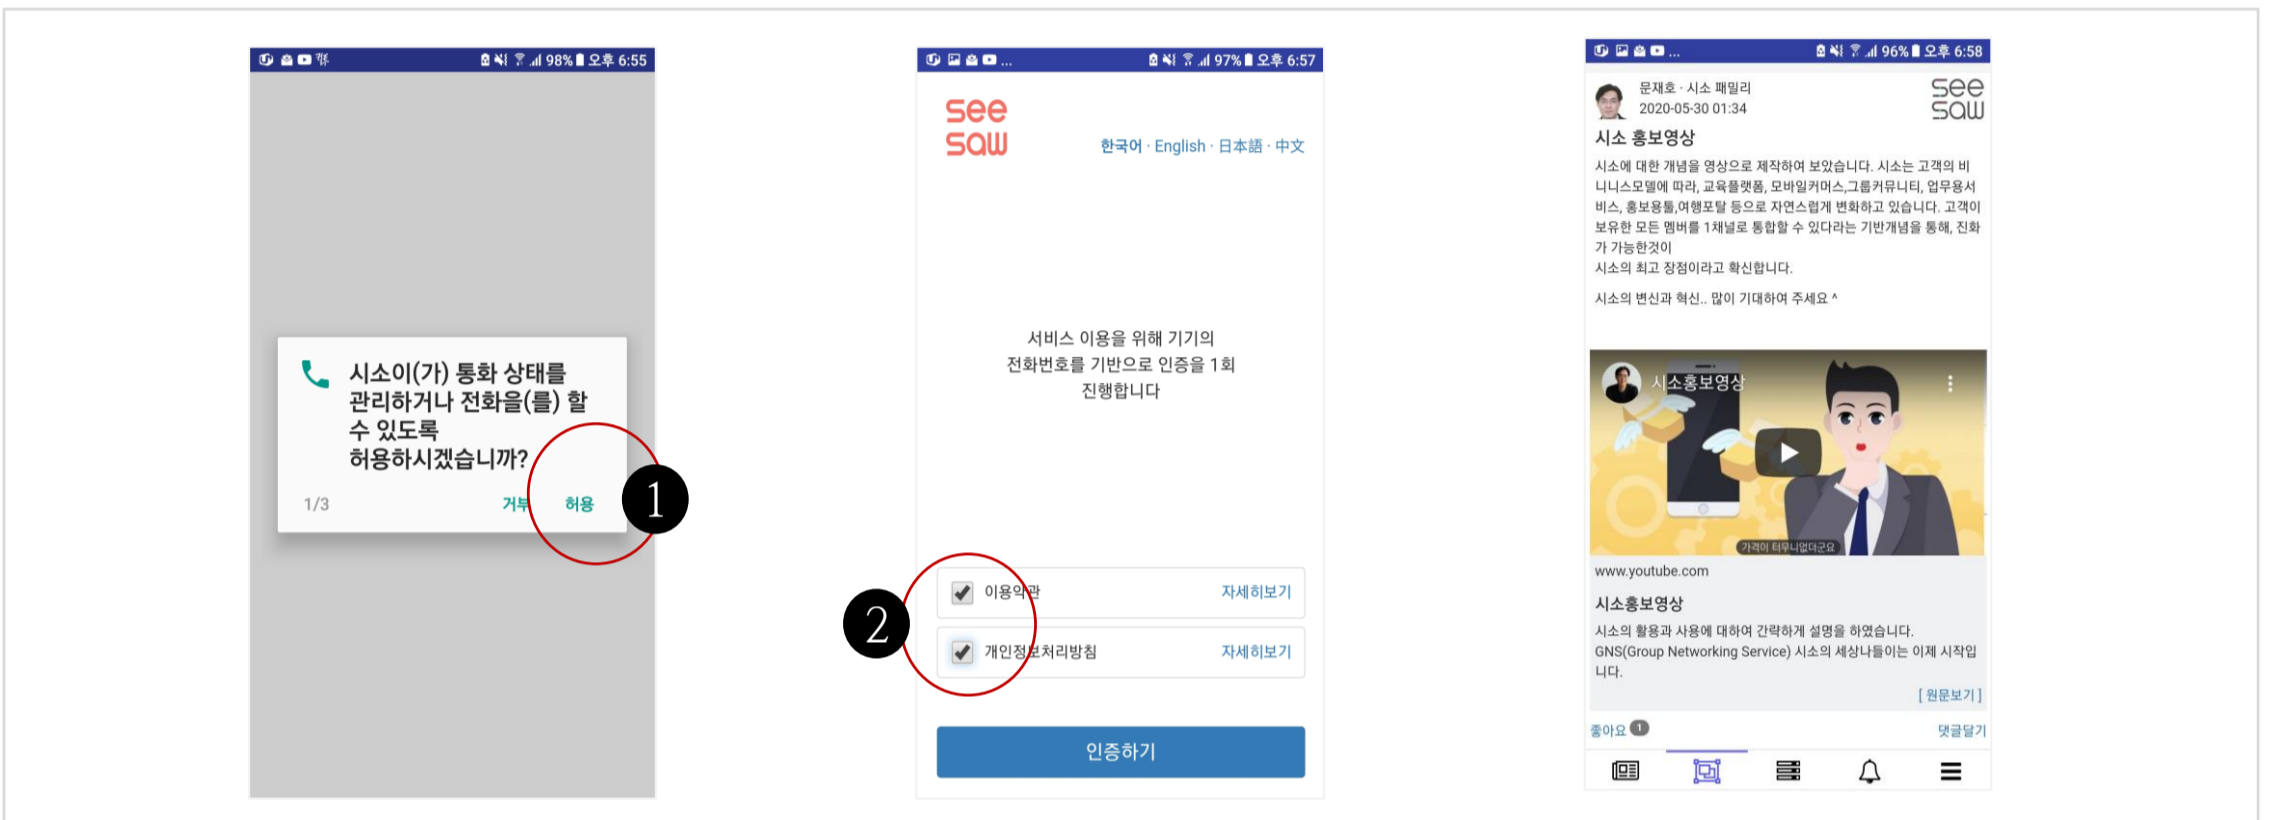 98% 오후 6:55
시소이(가) 통화 상태를
관리하거나 전화을(를) 할
수 있도록
허용하시겠습니까?
1/3
거부 허용
1
97% 오후 6:57
see
saw
한국어 · English · 日本語 · 中文
서비스 이용을 위해 기기의
전화번호를 기반으로 인증을 1회
진행합니다
2
이용약관 자세히보기
개인정보처리방침 자세히보기
인증하기
... 96% 오후 6:58
문재호 · 시소 패밀리
2020-05-30 01:34
see
saw
시소 홍보영상
시소에 대한 개념을 영상으로 제작하여 보았습니다. 시소는 고객의 비
니니스모델에 따라, 교육플랫폼, 모바일커머스,그룹커뮤니티, 업무용서
비스, 홍보용툴,여행포탈 등으로 자연스럽게 변화하고 있습니다. 고객이
보유한 모든 멤버를 1채널로 통합할 수 있다라는 기반개념을 통해, 진화
가 가능한것이
시소의 최고 장점이라고 확신합니다.
시소의 변신과 혁신.. 많이 기대하여 주세요 ^
시소홍보영상
가격이 터무니없더군요
www.youtube.com
시소홍보영상
시소의 활용과 사용에 대하여 간략하게 설명을 하였습니다.
GNS(Group Networking Service) 시소의 세상나들이는 이제 시작입
니다.
[ 원문보기 ]
좋아요 1 댓글달기